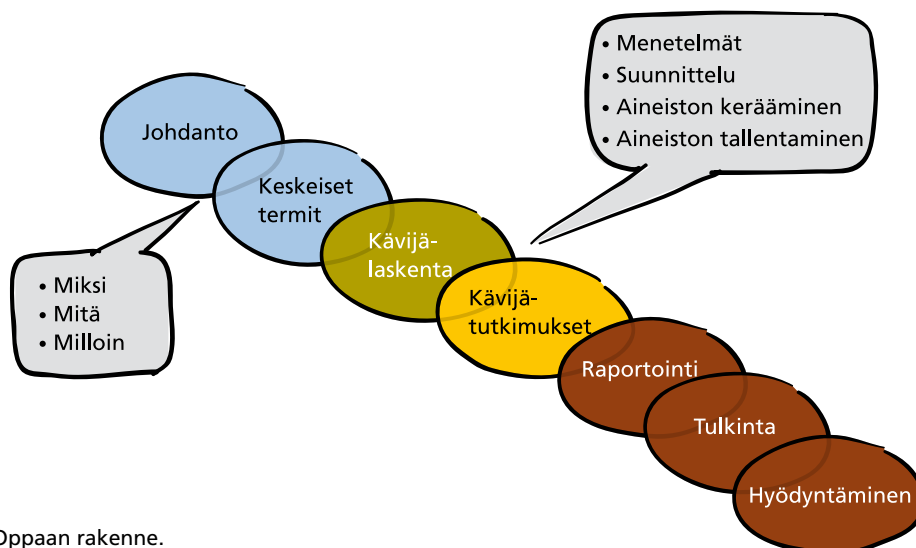 • Menetelmät
• Suunnittelu
• Aineiston kerääminen
• Aineiston tallentaminen
Johdanto
Keskeiset
termit
Kävijä-
laskenta
• Miksi
• Mitä
• Milloin
Kävijä-
tutkimukset
Raportointi
Tulkinta
Hyödyntäminen
Oppaan rakenne.